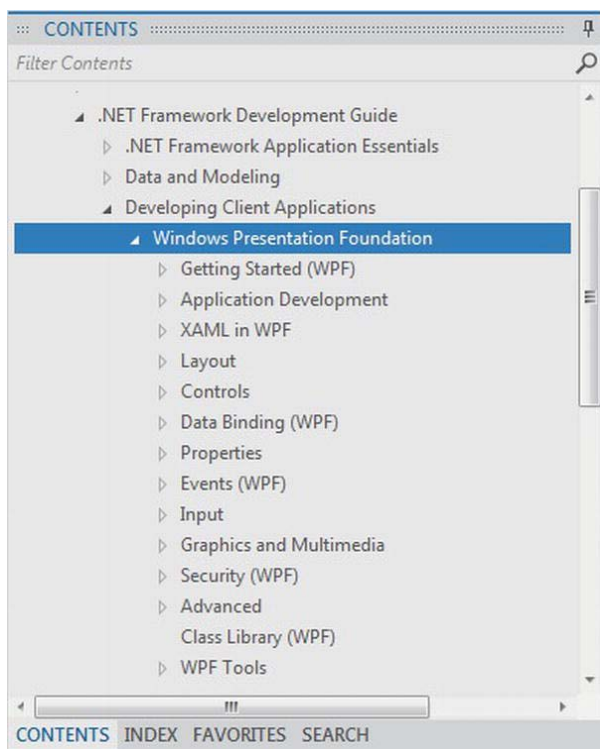 CONTENTS
Filter Contents
.NET Framework Development Guide
.NET Framework Application Essentials
Data and Modeling
Developing Client Applications
Windows Presentation Foundation
Getting Started (WPF)
Application Development
XAML in WPF
Layout
Controls
Data Binding (WPF)
Properties
Events (WPF)
Input
Graphics and Multimedia
Security (WPF)
Advanced
Class Library (WPF)
WPF Tools
CONTENTS INDEX FAVORITES SEARCH